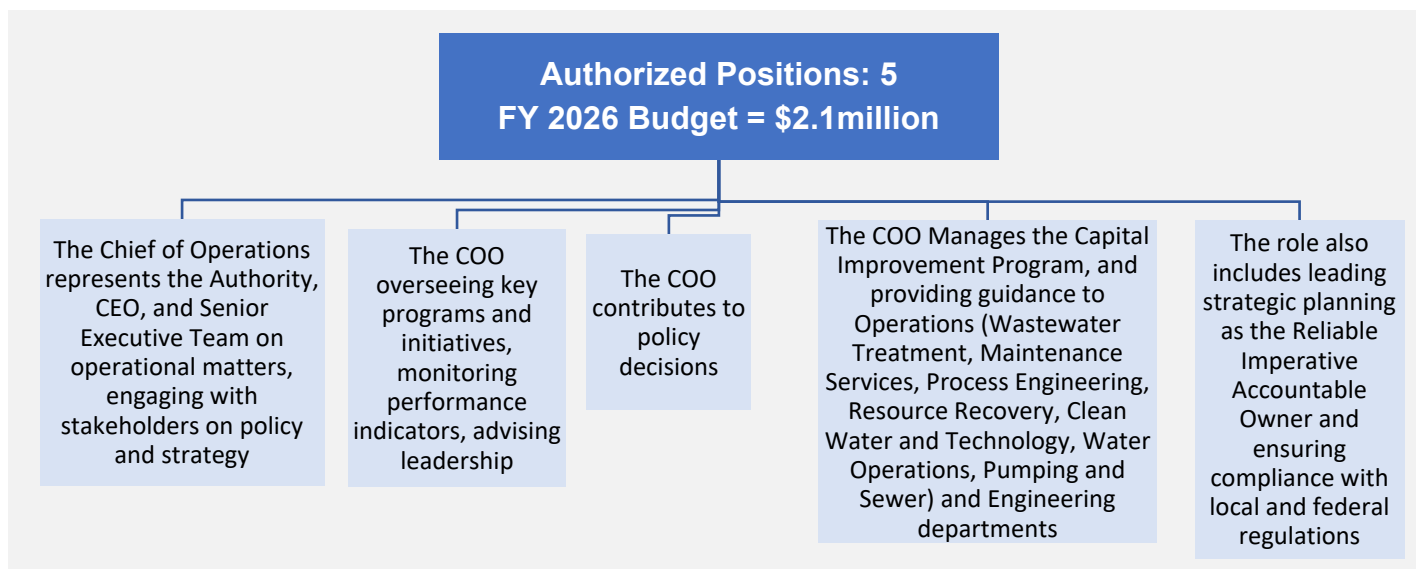 Authorized Positions: 5
FY 2026 Budget = $2.1million
The Chief of Operations
represents the Authority,
CEO, and Senior
Executive Team on
operational matters,
engaging with
stakeholders on policy
and strategy
The COO
overseeing key
programs and
initiatives,
monitoring
performance
indicators, advising
leadership
The COO
contributes to
policy
decisions
The COO Manages the Capital
Improvement Program, and
providing guidance to
Operations (Wastewater
Treatment, Maintenance
Services, Process Engineering,
Resource Recovery, Clean
Water and Technology, Water
Operations, Pumping and
Sewer) and Engineering
departments
The role also
includes leading
strategic planning
as the Reliable
Imperative
Accountable
Owner and
ensuring
compliance with
local and federal
regulations